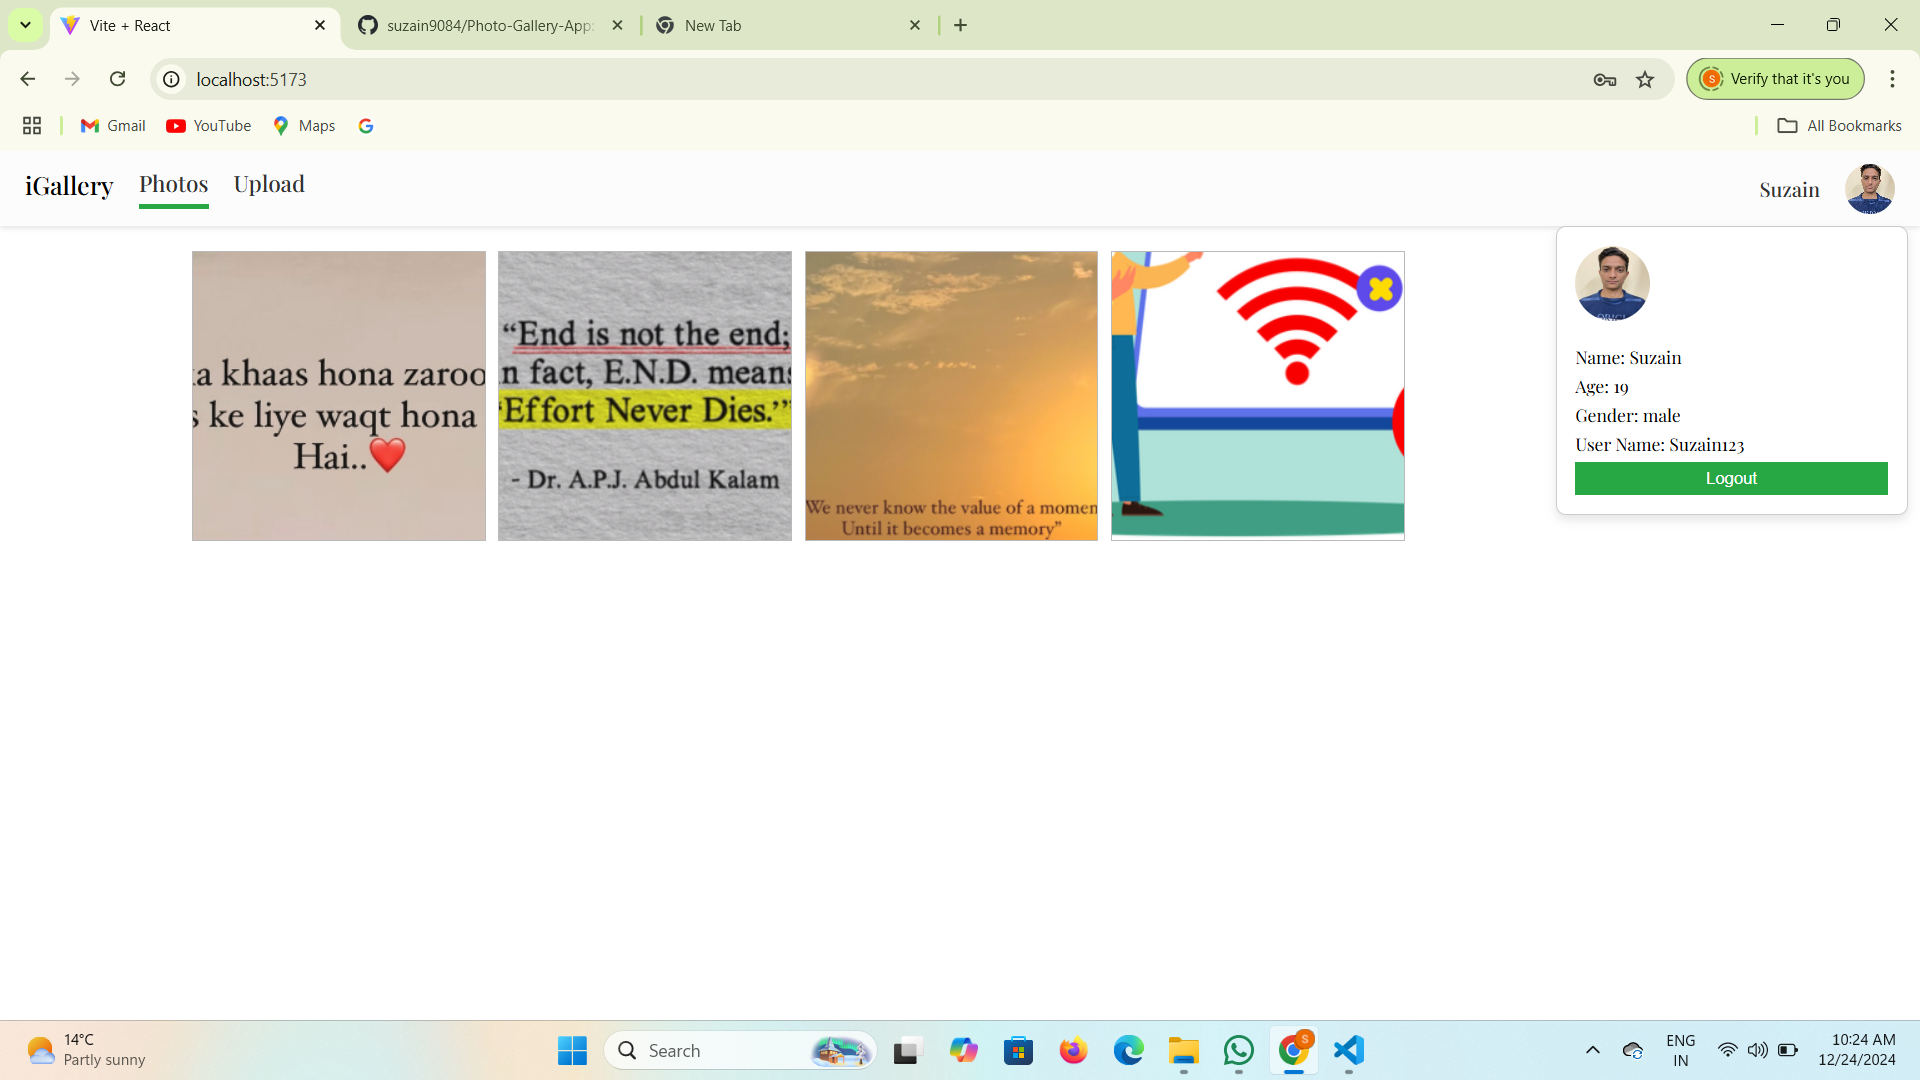 Vite + React
suzain9084/Photo-Gallery-App:
New Tab
localhost:5173
Verify that it's you
Gmail
YouTube
Maps
All Bookmarks
iGallery
Photos
Upload
Suzain
a khaas hona zaroo
s ke liye waqt hona
Hai..❤️
“End is not the end;
n fact, E.N.D. means
‘Effort Never Dies.’”
- Dr. A.P.J. Abdul Kalam
We never know the value of a momen
Until it becomes a memory”
Name: Suzain
Age: 19
Gender: male
User Name: Suzain123
Logout
14°C
Partly sunny
Search
ENG
IN
10:24 AM
12/24/2024